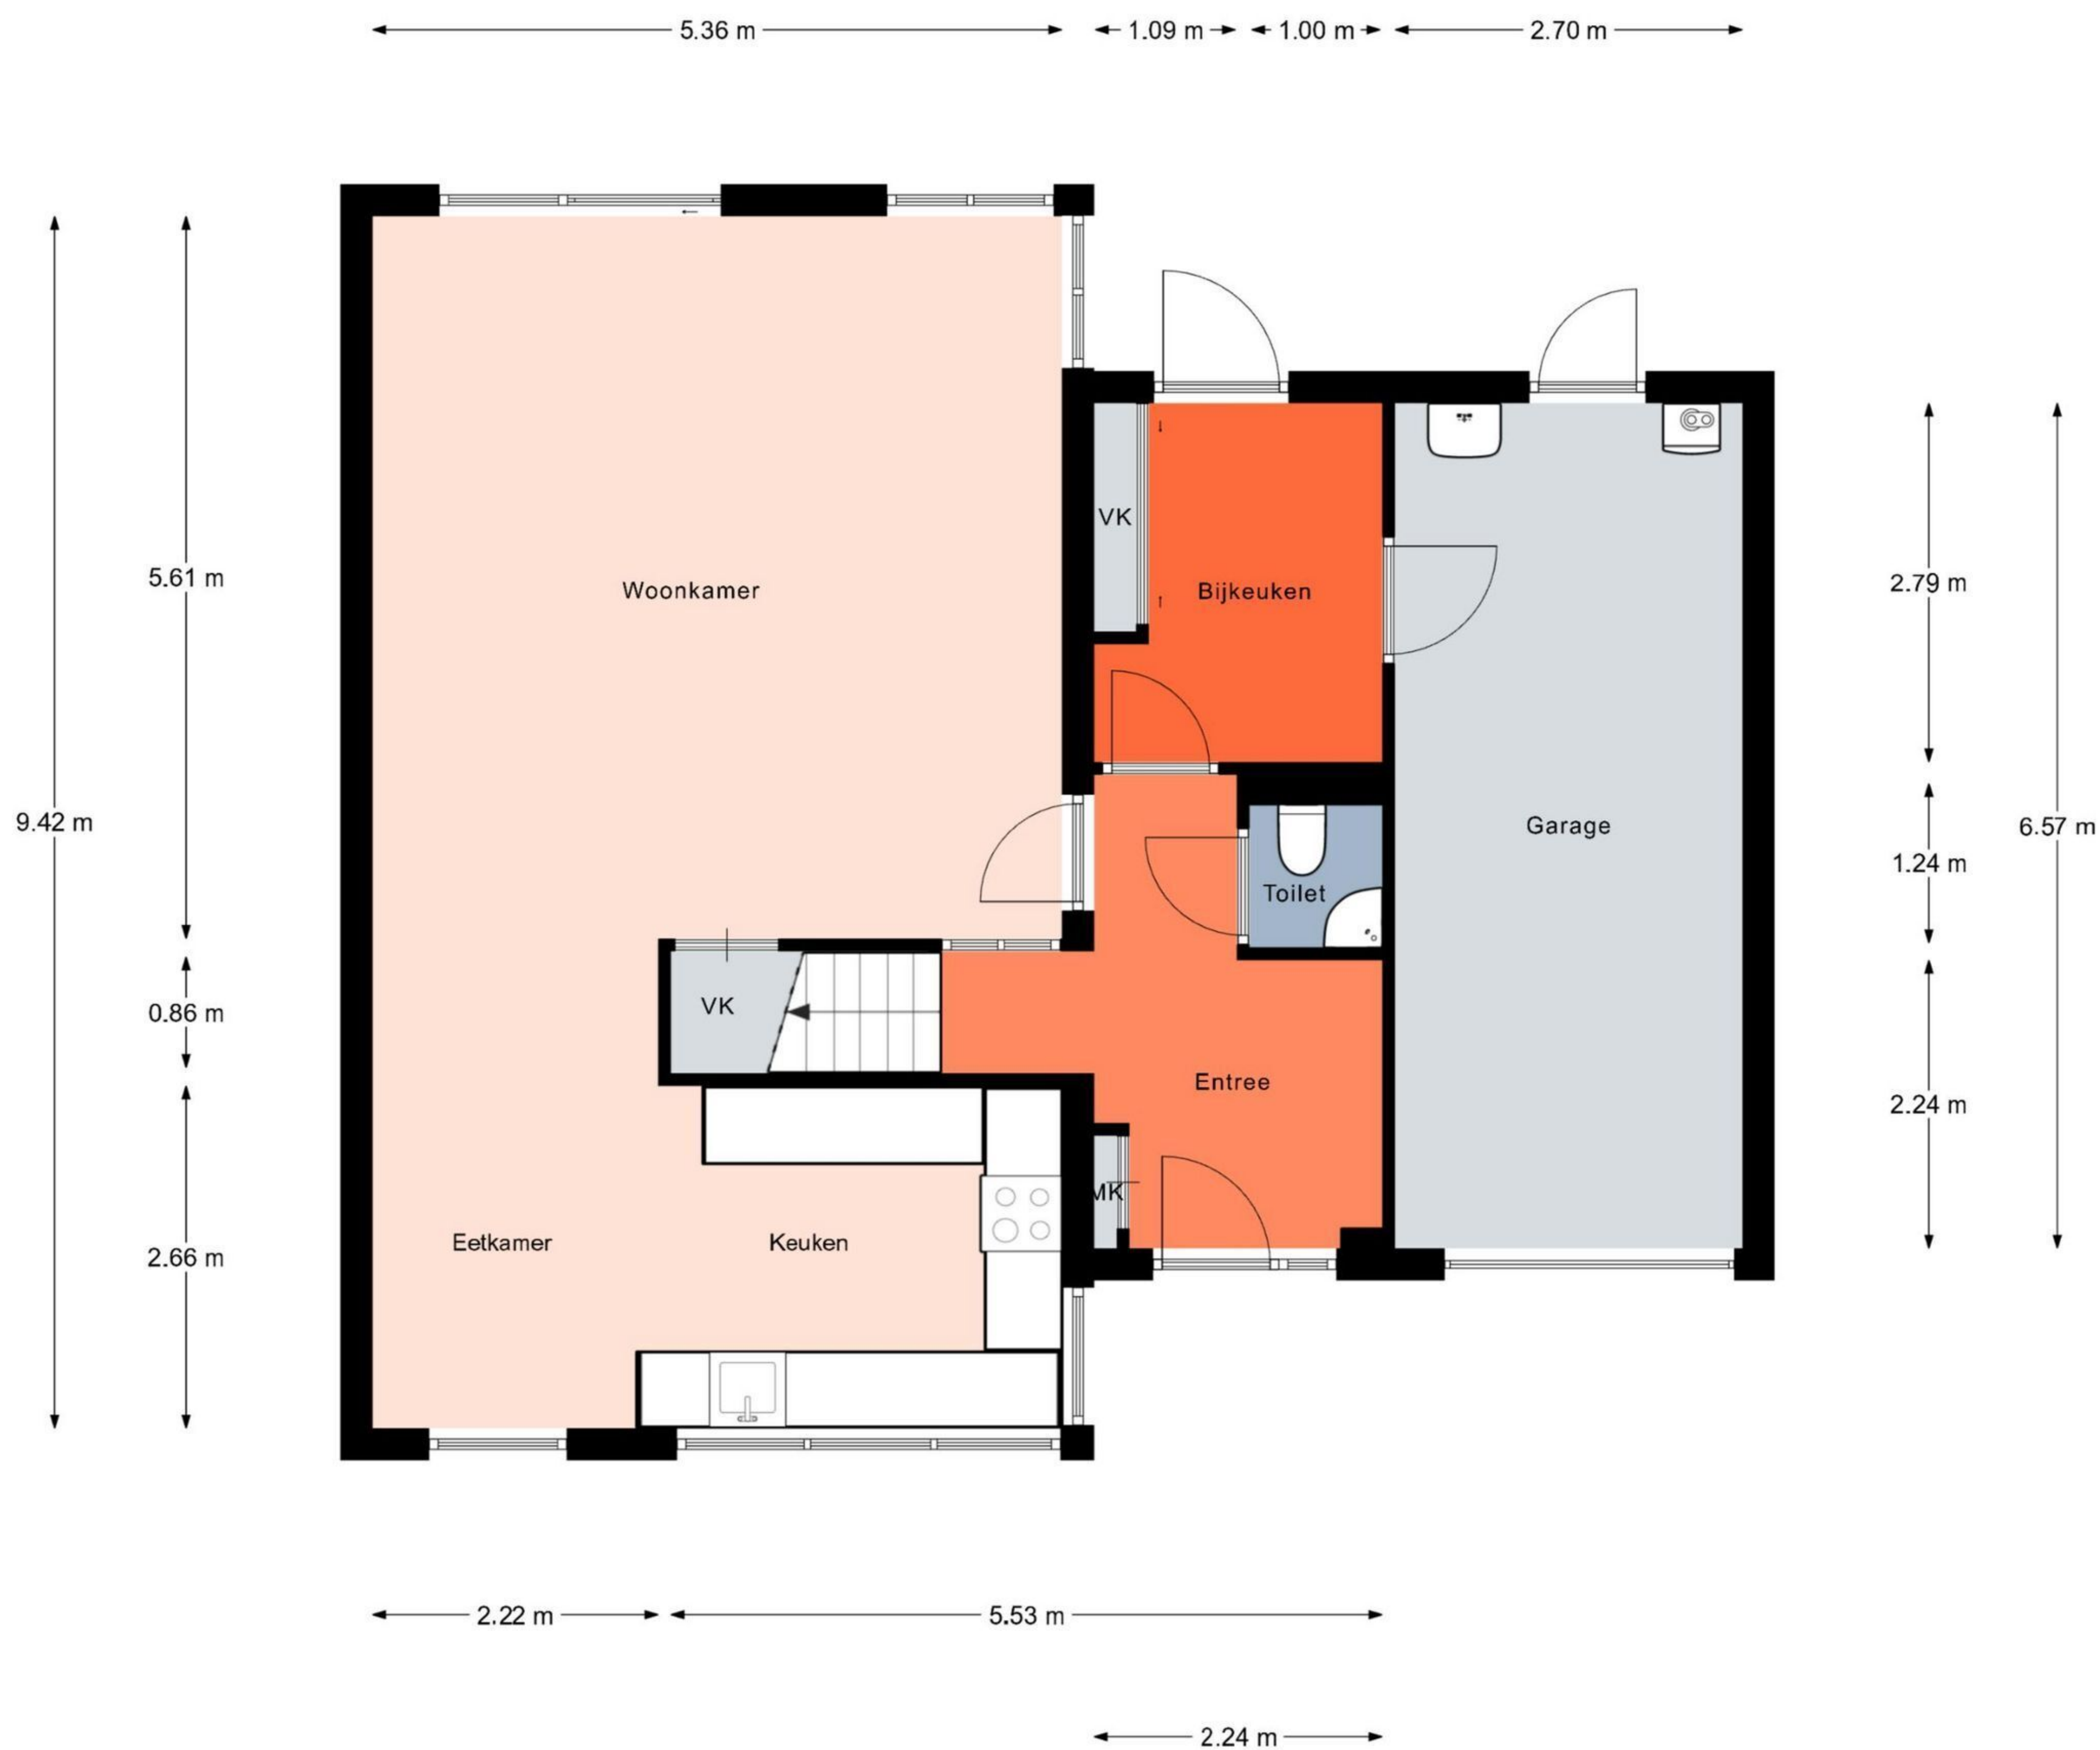 5.36 m
1.09 m
1.00 m
2.70 m
VK
5.61 m
2.79 m
Woonkamer
Bijkeuken
9.42 m
Garage
6.57 m
1.24 m
Toilet
VK
0.86 m
Entree
2.24 m
MK
Eetkamer
Keuken
2.66 m
2.22 m
5.53 m
2.24 m